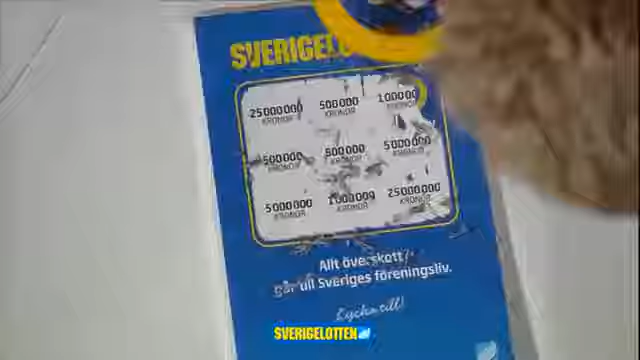 SVERIGELO
25000000 500000 1000000
KRONOR KRONOR KRONOR
500000 500000 5000000
KRONOR KRONOR KRONOR
5000000 1000000 25000000
KRONOR KRONOR KRONOR
Allt överskott
går till Sveriges föreningsliv.
Lycka till!
SVERIGELOTTEN